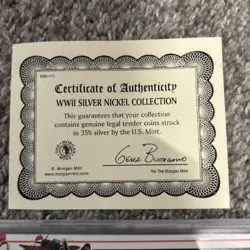 Certificate of Authenticity
WWII SILVER NICKEL COLLECTION
This guarantees that your collection
contains genuine legal tender coins struck
in 35% silver by the U.S. Mint.
© Morgan Mint
www.morganmint.com
for The Morgan Mint